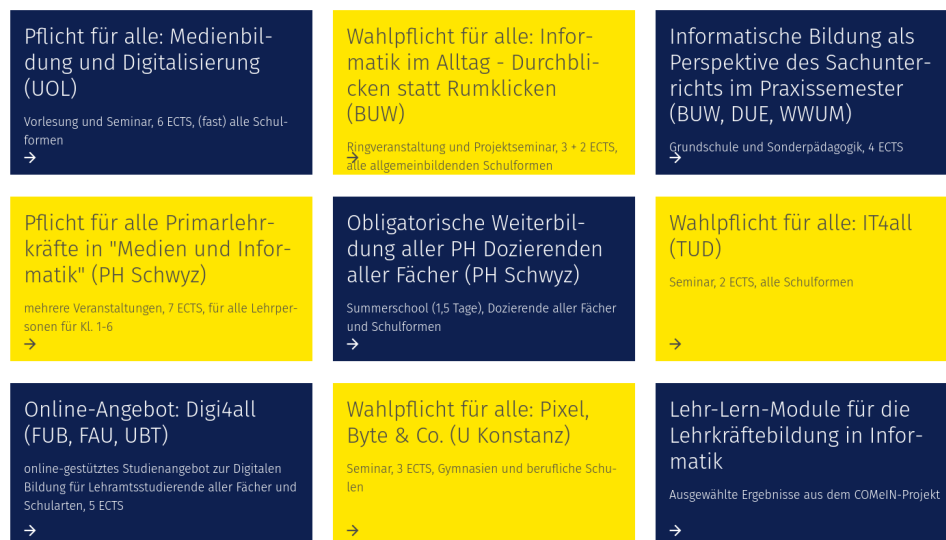 Pflicht für alle: Medienbil-
dung und Digitalisierung
(UOL)
Vorlesung und Seminar, 6 ECTS, (fast) alle Schul-
formen
→
Wahlpflicht für alle: Infor-
matik im Alltag - Durchbli-
cken statt Rumklicken
(BUW)
Ringveranstaltung und Projektseminar, 3 + 2 ECTS,
alle allgemeinbildenden Schulformen
→
Informatische Bildung als
Perspektive des Sachunter-
richts im Praxissemester
(BUW, DUE, WWUM)
Grundschule und Sonderpädagogik, 4 ECTS
→
Pflicht für alle Primarlehr-
kräfte in "Medien und Infor-
matik" (PH Schwyz)
mehrere Veranstaltungen, 7 ECTS, für alle Lehrper-
sonen für Kl. 1-6
→
Obligatorische Weiterbil-
dung aller PH Dozierenden
aller Fächer (PH Schwyz)
Summerschool (1,5 Tage), Dozierende aller Fächer
und Schulformen
→
Wahlpflicht für alle: IT4all
(TUD)
Seminar, 2 ECTS, alle Schulformen
→
Online-Angebot: Digi4all
(FUB, FAU, UBT)
online-gestütztes Studienangebot zur Digitalen
Bildung für Lehramtsstudierende aller Fächer und
Schularten, 5 ECTS
→
Wahlpflicht für alle: Pixel,
Byte & Co. (U Konstanz)
Seminar, 3 ECTS, Gymnasien und berufliche Schu-
len
→
Lehr-Lern-Module für die
Lehrkräftebildung in Infor-
matik
Ausgewählte Ergebnisse aus dem COMeIN-Projekt
→